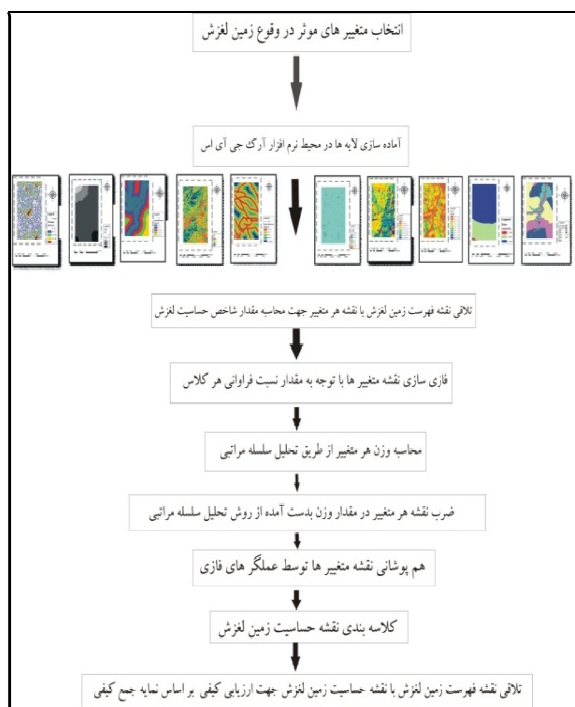 انتخاب متغیر های موثر در وقوع زمین لغزش
آماده سازی لایه ها در محیط نرم افزار آرک جی آی اس
تلاقی نقشه فهرست زمین لغزش با نقشه هر متغیر جهت محاسبه مقدار شاخص حساسیت لغزش
فازی سازی نقشه متغیر ها با توجه به مقدار نسبت فراوانی هر کلاس
محاسبه وزن هر متغیر از طریق تحلیل سلسله مراتبی
ضرب نقشه هر متغیر در مقدار وزن بدست آمده از روش تحلیل سلسله مراتبی
هم پوشانی نقشه متغیر ها توسط عملگر های فازی
کلاسه بندی نقشه حساسیت زمین لغزش
تلاقی نقشه فهرست زمین لغزش با نقشه حساسیت زمین لغزش جهت ارزیابی کیفی بر اساس نمایه جمع کیفی